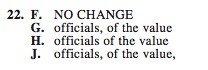 22. F. NO CHANGE
G. officials, of the value
H. officials of the value
J. officials, of the value,